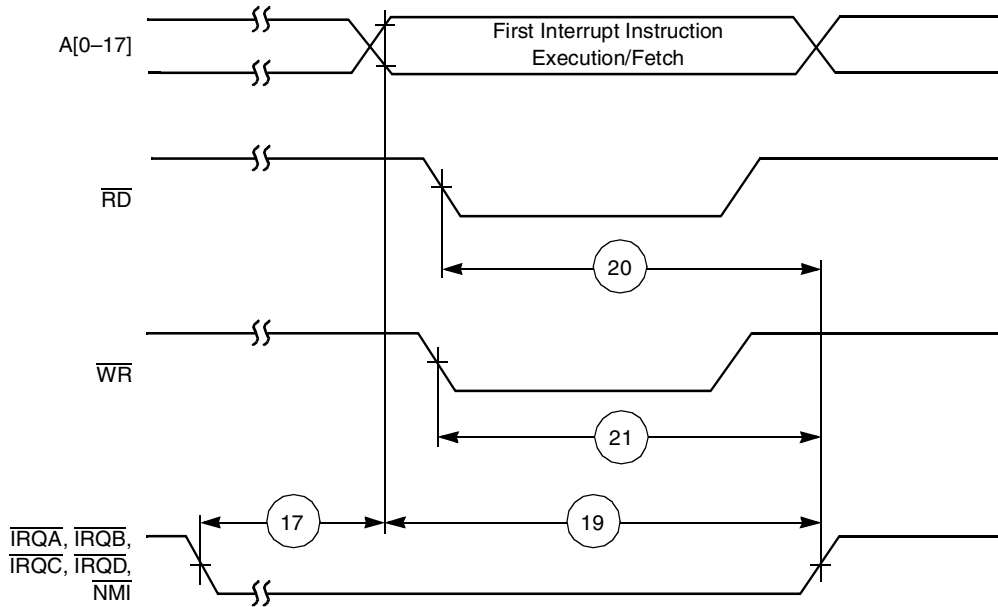 A[0–17]
First Interrupt Instruction
Execution/Fetch
RD
20
WR
21
17
19
IRQA, IRQB,
IRQC, IRQD,
NMI